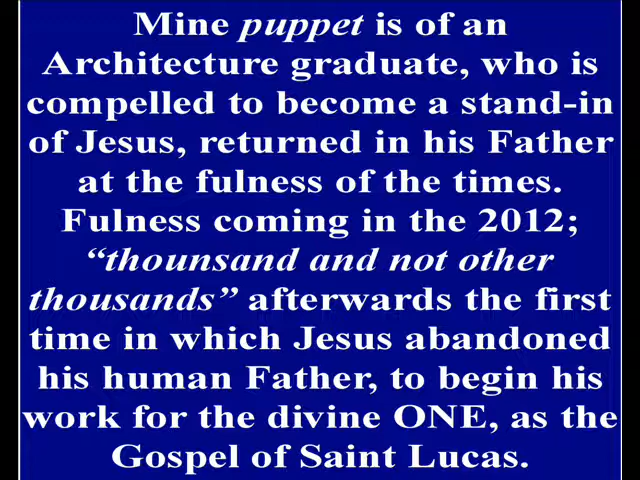 Mine puppet is of an
Architecture graduate, who is
compelled to become a stand-in
of Jesus, returned in his Father
at the fulness of the times.
Fulness coming in the 2012;
“thounsand and not other
thousands” afterwards the first
time in which Jesus abandoned
his human Father, to begin his
work for the divine ONE, as the
Gospel of Saint Lucas.